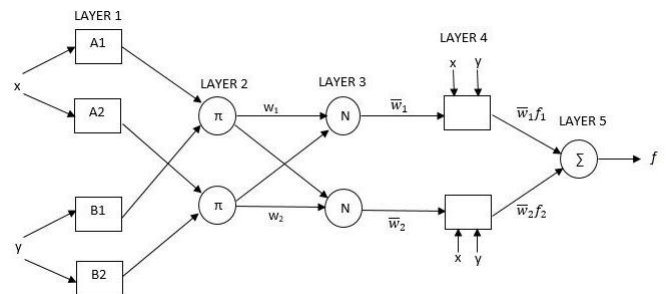 LAYER 1
A1
x
A2
B1
y
B2
LAYER 2
π
π
w₁
w₂
LAYER 3
N
N
w̅₁
w̅₂
LAYER 4
x y
x y
w̅₁f₁
w̅₂f₂
LAYER 5
Σ
f